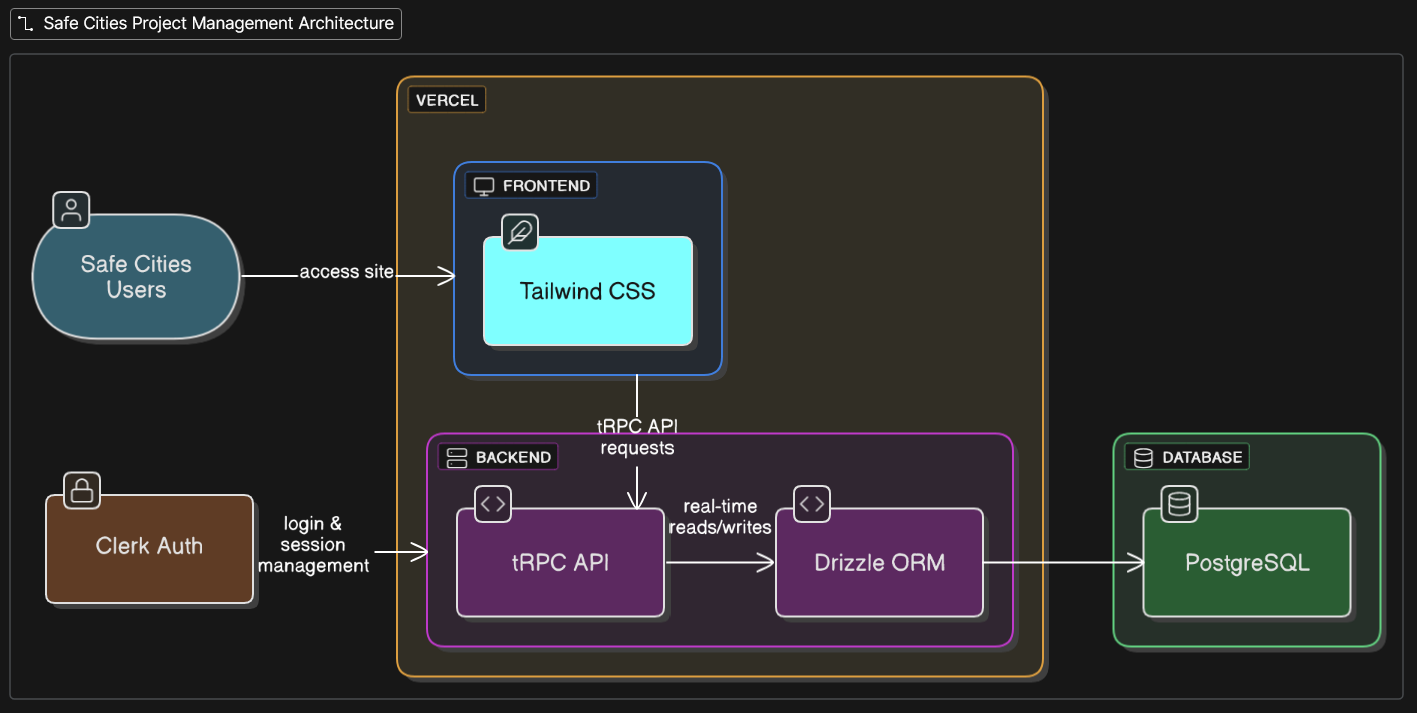 Safe Cities Project Management Architecture
VERCEL
FRONTEND
Tailwind CSS
Safe Cities
Users
access site
tRPC API
requests
BACKEND
DATABASE
Clerk Auth
login &
session
management
tRPC API
real-time
reads/writes
Drizzle ORM
PostgreSQL